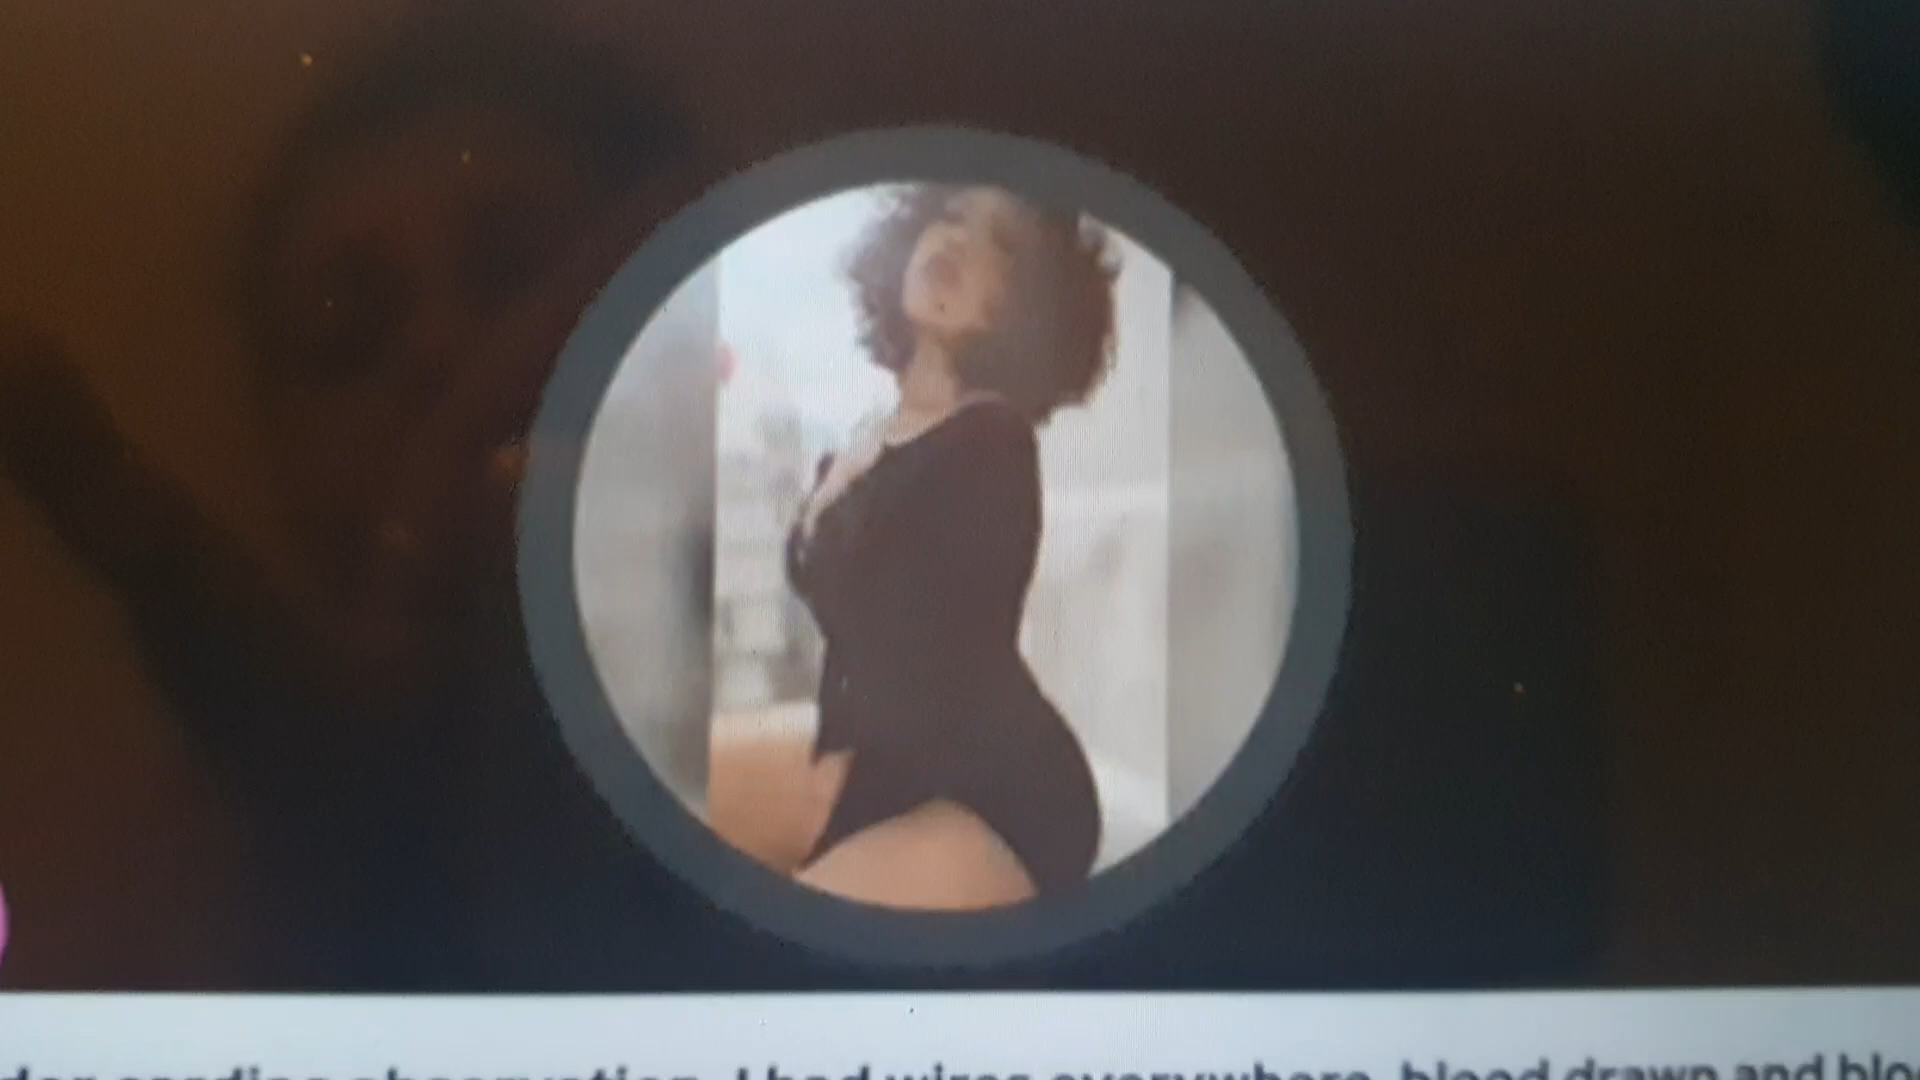 cardiac observation. I had wires everywhere, blood drawn and